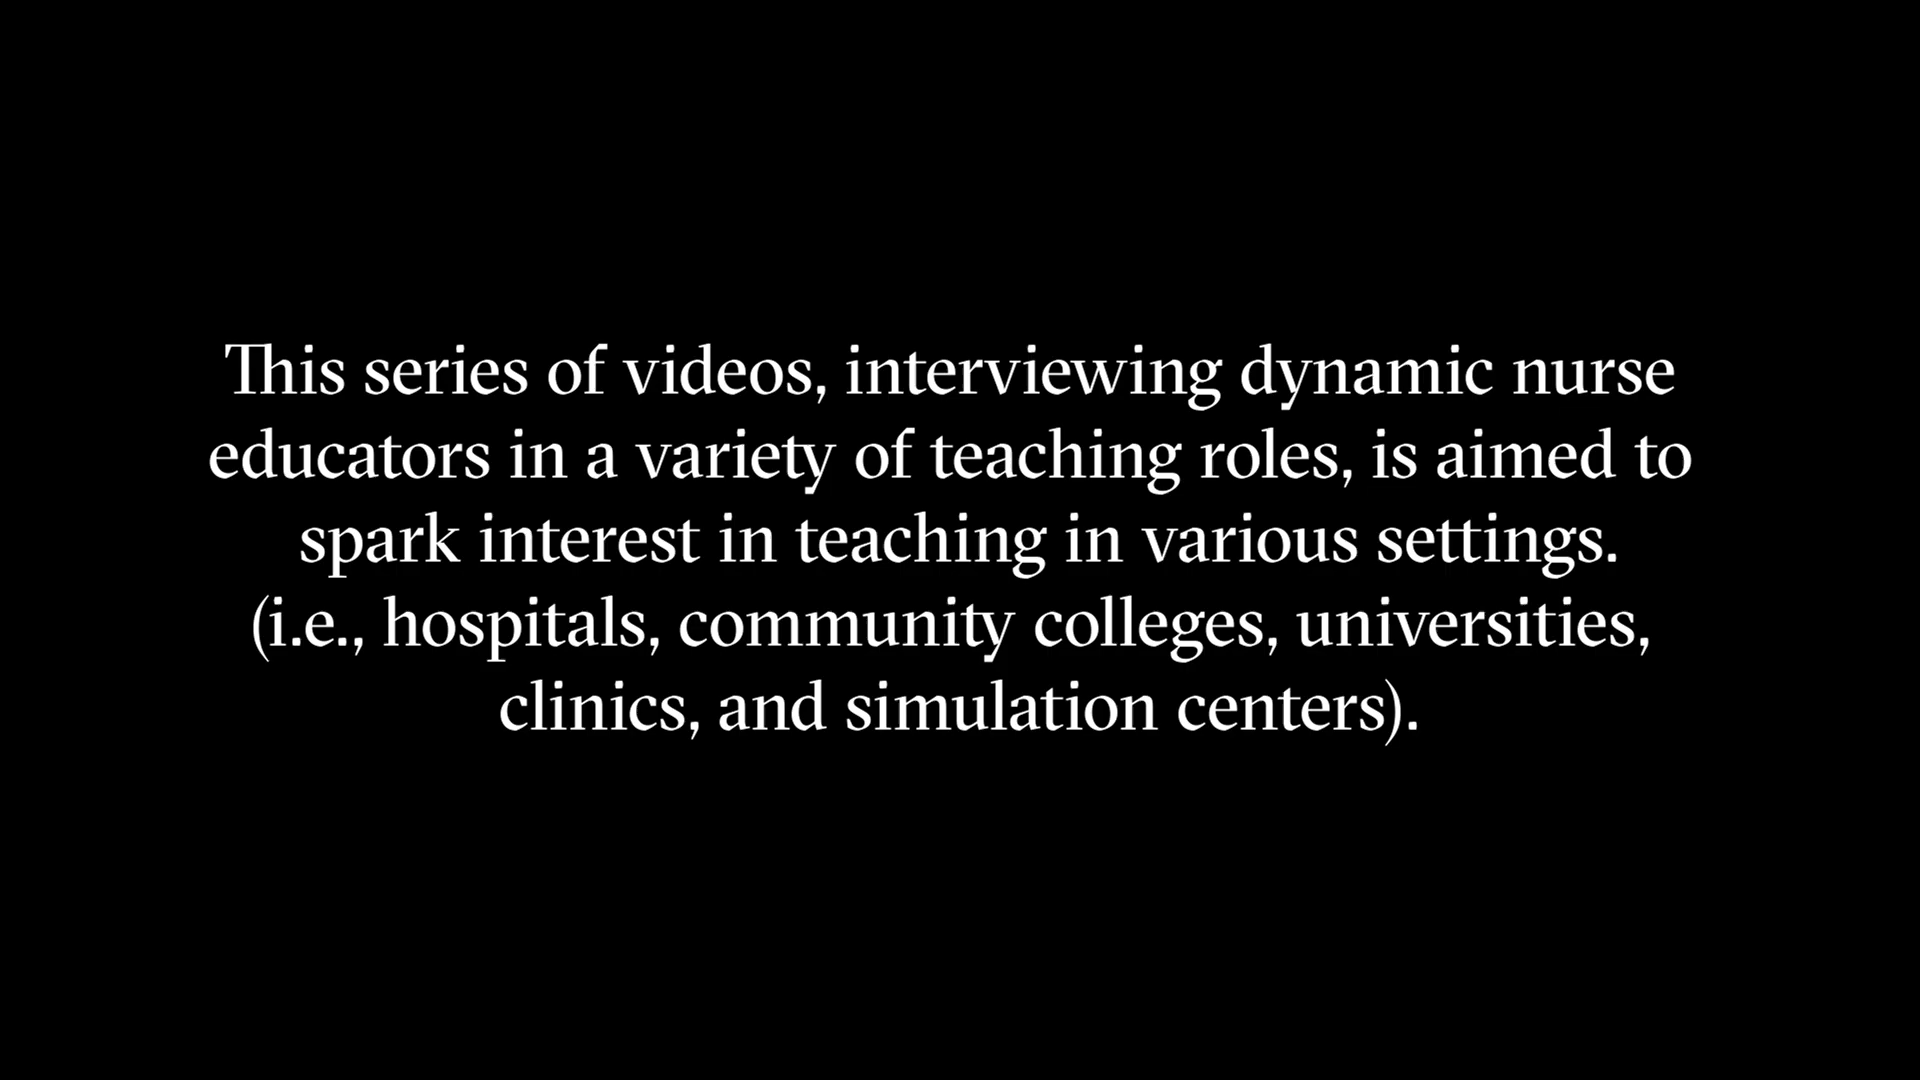 This series of videos, interviewing dynamic nurse
educators in a variety of teaching roles, is aimed to
spark interest in teaching in various settings.
(i.e., hospitals, community colleges, universities,
clinics, and simulation centers).